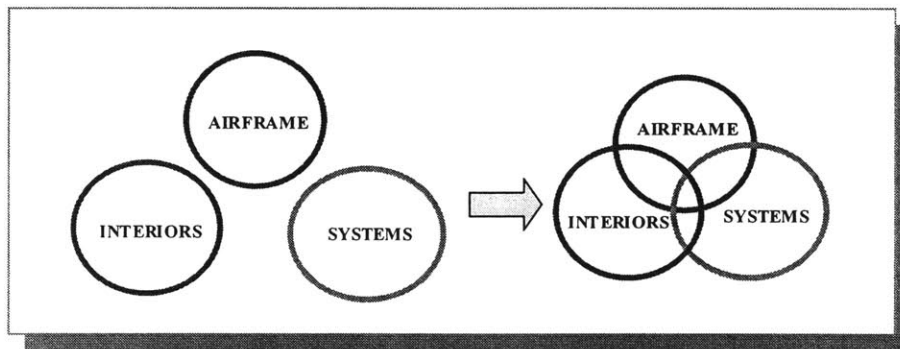 AIRFRAME
INTERIORS
SYSTEMS
AIRFRAME
INTERIORS
SYSTEMS